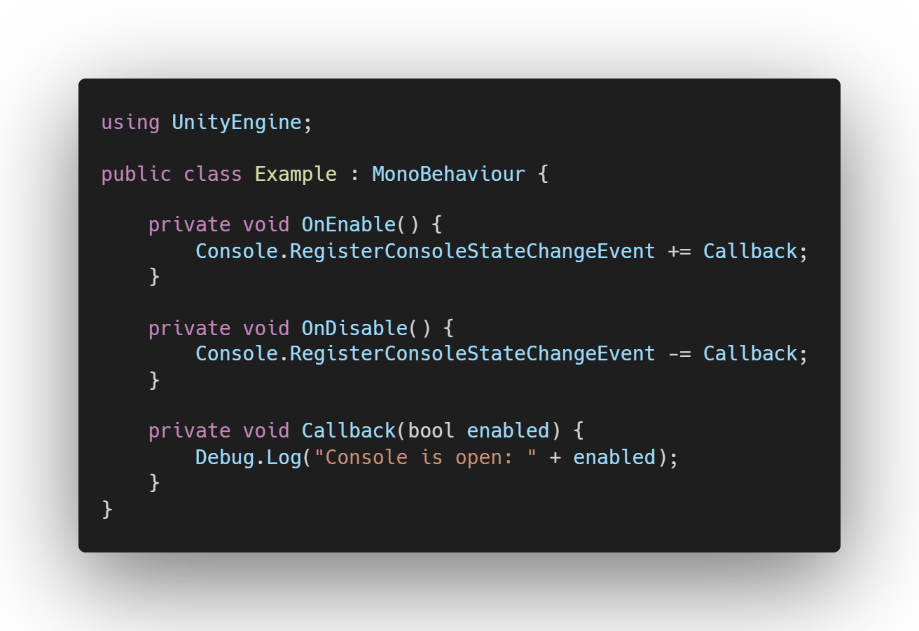 using UnityEngine;
public class Example : MonoBehaviour {
private void OnEnable() {
Console.RegisterConsoleStateChangeEvent += Callback;
}
private void OnDisable() {
Console.RegisterConsoleStateChangeEvent -= Callback;
}
private void Callback(bool enabled) {
Debug.Log("Console is open: " + enabled);
}
}